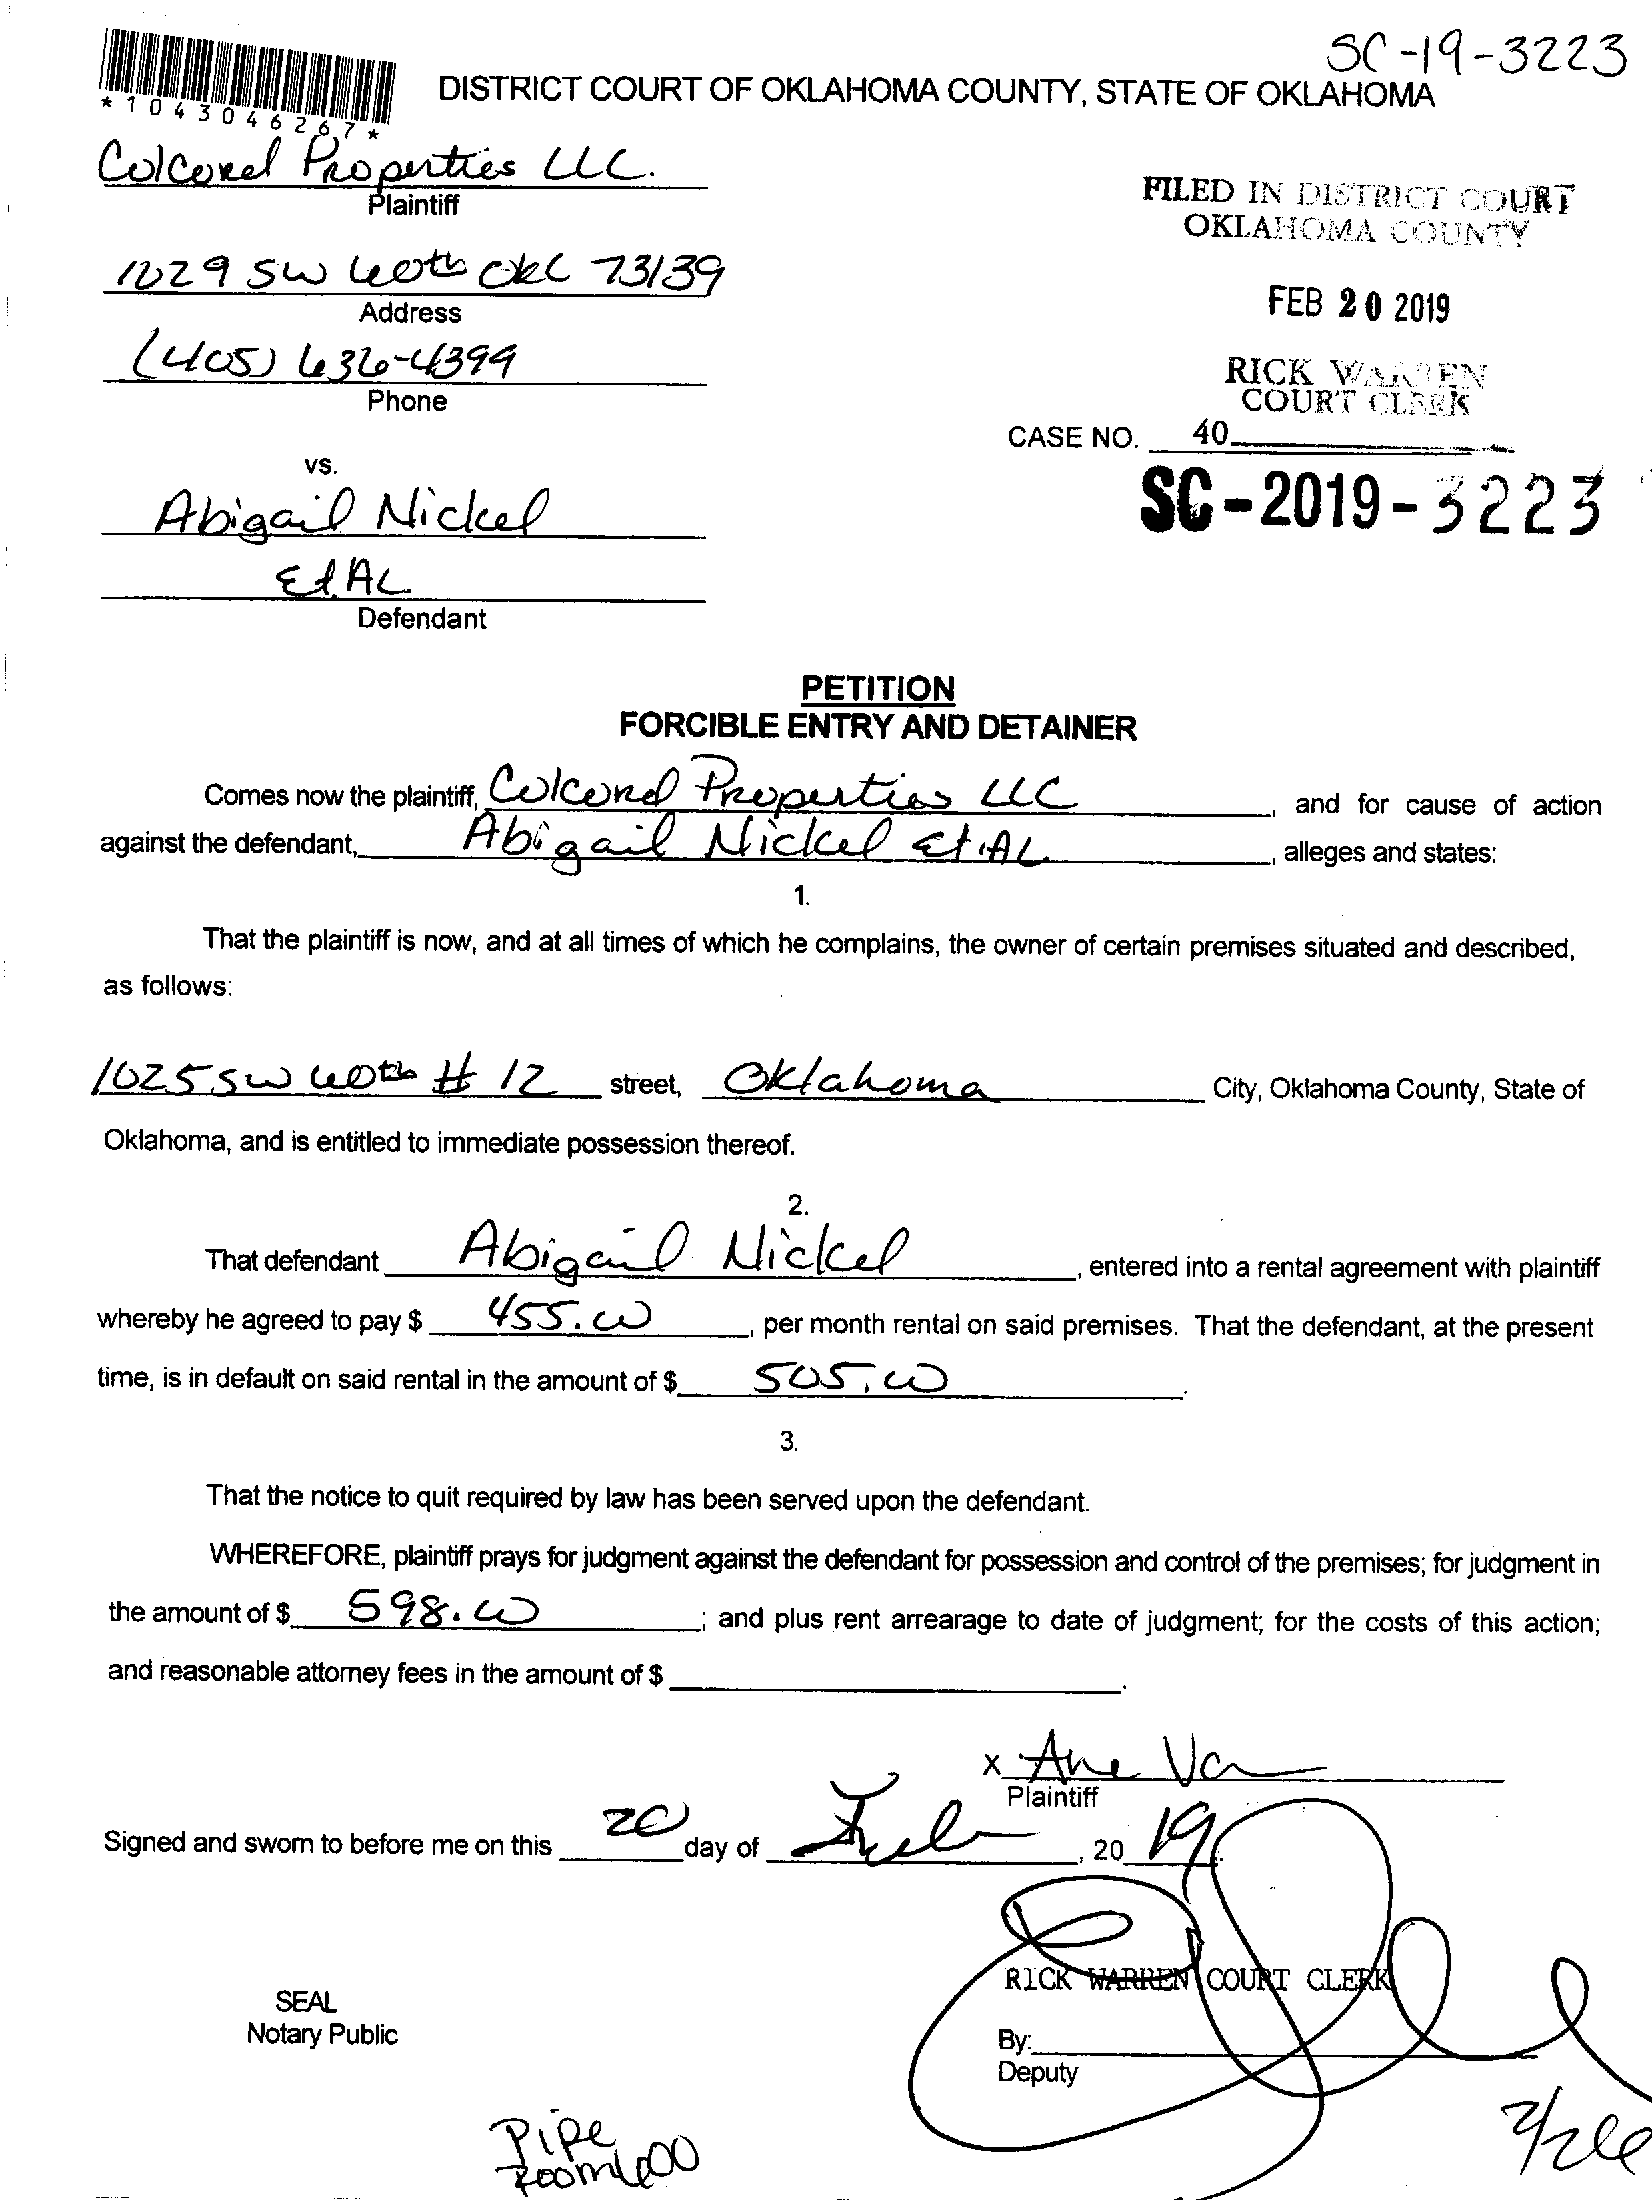 SC-19-3223
DISTRICT COURT OF OKLAHOMA COUNTY, STATE OF OKLAHOMA
*1043046267*
Colcord Properties LLC.
Plaintiff
FILED IN DISTRICT COURT
OKLAHOMA COUNTY
1029 SW 60th OKC 73139
Address
FEB 20 2019
(405) 636-4399
Phone
RICK WARREN
COURT CLERK
CASE NO. 40
vs.
SC-2019-3223
Abigail Nickel
Et.AL
Defendant
PETITION
FORCIBLE ENTRY AND DETAINER
Comes now the plaintiff, Colcord Properties LLC, and for cause of action
against the defendant, Abigail Nickel et.AL, alleges and states:
1.
That the plaintiff is now, and at all times of which he complains, the owner of certain premises situated and described,
as follows:
1025 SW 60th # 12 street, Oklahoma City, Oklahoma County, State of
Oklahoma, and is entitled to immediate possession thereof.
2.
That defendant Abigail Nickel, entered into a rental agreement with plaintiff
whereby he agreed to pay $ 455.00, per month rental on said premises. That the defendant, at the present
time, is in default on said rental in the amount of $ 505.00.
3.
That the notice to quit required by law has been served upon the defendant.
WHEREFORE, plaintiff prays for judgment against the defendant for possession and control of the premises; for judgment in
the amount of $ 598.00; and plus rent arrearage to date of judgment; for the costs of this action;
and reasonable attorney fees in the amount of $ .
x
Plaintiff
Signed and sworn to before me on this 20 day of Feb, 2019.
RICK WARREN COURT CLERK
SEAL
Notary Public
By:
Deputy
Pipe
Room 600
2/26